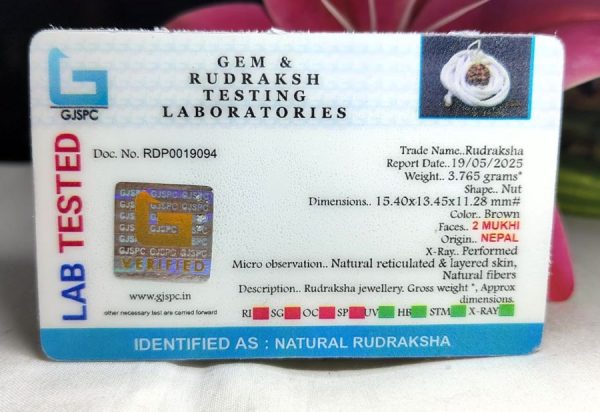 GJSPC
GEM &
RUDRAKSH
TESTING
LABORATORIES
LAB TESTED
Doc. No. RDP0019094
Trade Name..Rudraksha
Report Date..19/05/2025
Weight.. 3.765 grams*
Shape.. Nut
Dimensions.. 15.40x13.45x11.28 mm#
Color.. Brown
Faces.. 2 MUKHI
Origin.. NEPAL
X-Ray.. Performed
Micro observation.. Natural reticulated & layered skin,
Natural fibers
Description.. Rudraksha jewellery. Gross weight *, Approx
dimensions.
GJSPC GJSPC GJSPC
VERIFIED
www.gjspc.in
other necessary test are carried forward
RI SG OC SP UV HB STM X-RAY
IDENTIFIED AS : NATURAL RUDRAKSHA